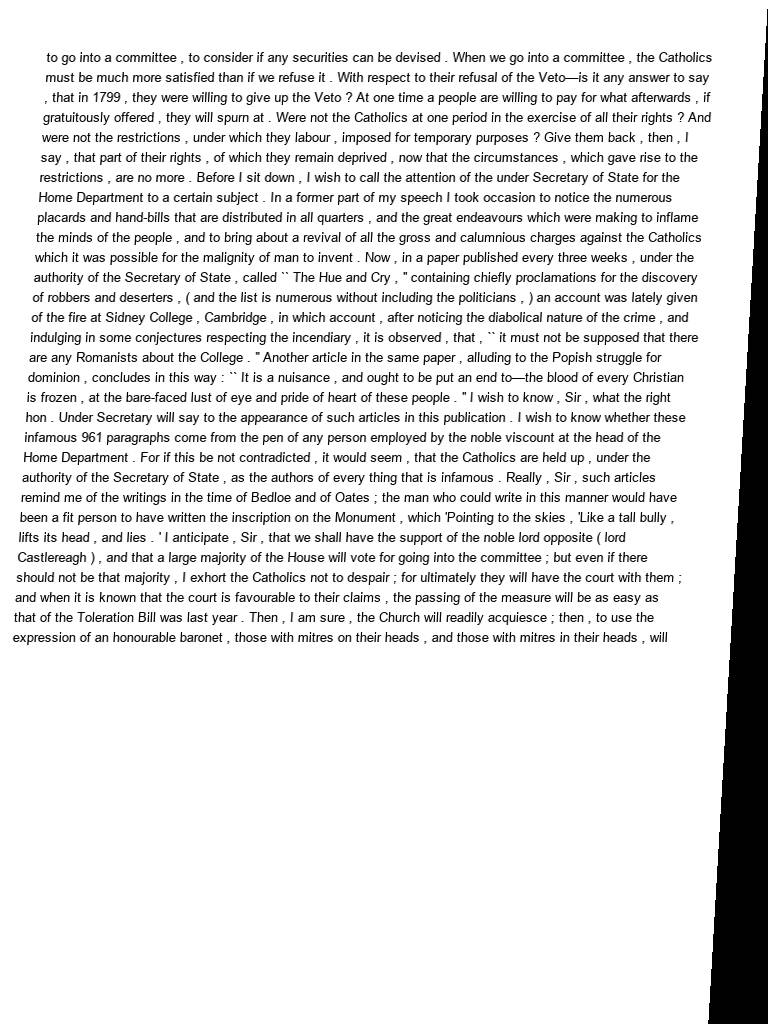 to go into a committee , to consider if any securities can be devised . When we go into a committee , the Catholics
must be much more satisfied than if we refuse it . With respect to their refusal of the Veto—is it any answer to say
, that in 1799 , they were willing to give up the Veto ? At one time a people are willing to pay for what afterwards , if
gratuitously offered , they will spurn at . Were not the Catholics at one period in the exercise of all their rights ? And
were not the restrictions , under which they labour , imposed for temporary purposes ? Give them back , then , I
say , that part of their rights , of which they remain deprived , now that the circumstances , which gave rise to the
restrictions , are no more . Before I sit down , I wish to call the attention of the under Secretary of State for the
Home Department to a certain subject . In a former part of my speech I took occasion to notice the numerous
placards and hand-bills that are distributed in all quarters , and the great endeavours which were making to inflame
the minds of the people , and to bring about a revival of all the gross and calumnious charges against the Catholics
which it was possible for the malignity of man to invent . Now , in a paper published every three weeks , under the
authority of the Secretary of State , called `` The Hue and Cry , " containing chiefly proclamations for the discovery
of robbers and deserters , ( and the list is numerous without including the politicians , ) an account was lately given
of the fire at Sidney College , Cambridge , in which account , after noticing the diabolical nature of the crime , and
indulging in some conjectures respecting the incendiary , it is observed , that , `` it must not be supposed that there
are any Romanists about the College . " Another article in the same paper , alluding to the Popish struggle for
dominion , concludes in this way : `` It is a nuisance , and ought to be put an end to—the blood of every Christian
is frozen , at the bare-faced lust of eye and pride of heart of these people . " I wish to know , Sir , what the right
hon . Under Secretary will say to the appearance of such articles in this publication . I wish to know whether these
infamous 961 paragraphs come from the pen of any person employed by the noble viscount at the head of the
Home Department . For if this be not contradicted , it would seem , that the Catholics are held up , under the
authority of the Secretary of State , as the authors of every thing that is infamous . Really , Sir , such articles
remind me of the writings in the time of Bedloe and of Oates ; the man who could write in this manner would have
been a fit person to have written the inscription on the Monument , which 'Pointing to the skies , 'Like a tall bully ,
lifts its head , and lies . ' I anticipate , Sir , that we shall have the support of the noble lord opposite ( lord
Castlereagh ) , and that a large majority of the House will vote for going into the committee ; but even if there
should not be that majority , I exhort the Catholics not to despair ; for ultimately they will have the court with them ;
and when it is known that the court is favourable to their claims , the passing of the measure will be as easy as
that of the Toleration Bill was last year . Then , I am sure , the Church will readily acquiesce ; then , to use the
expression of an honourable baronet , those with mitres on their heads , and those with mitres in their heads , will